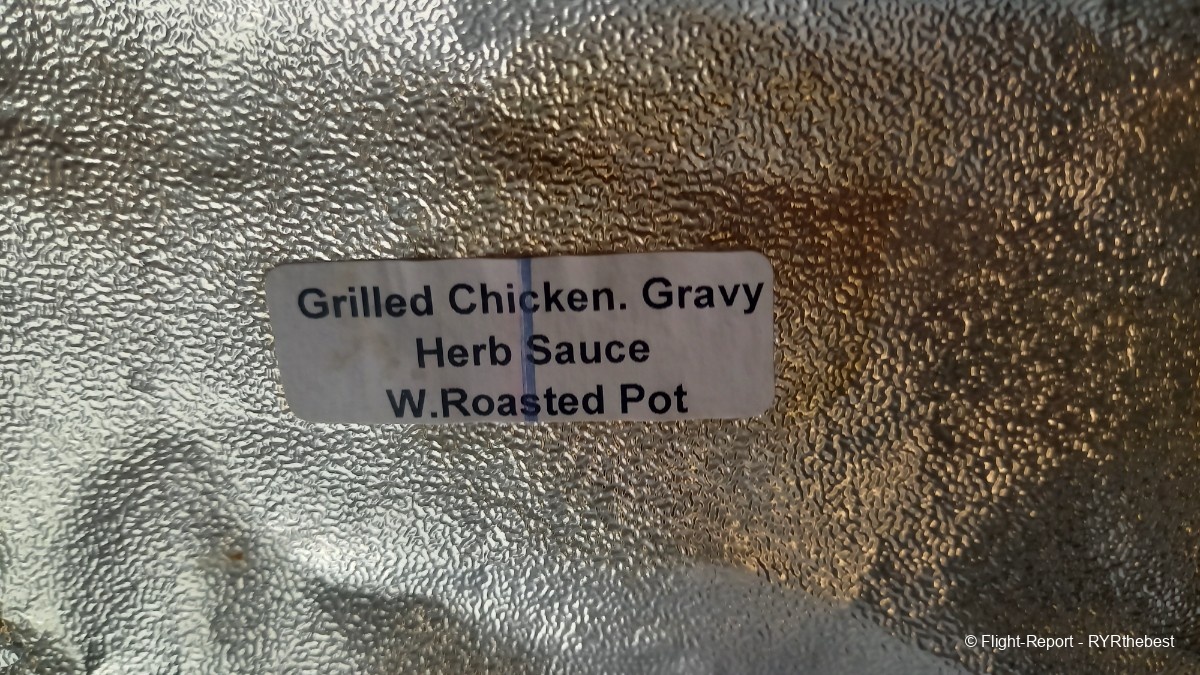 Grilled Chicken. Gravy
Herb Sauce
W.Roasted Pot
© Flight-Report - RYRthebest